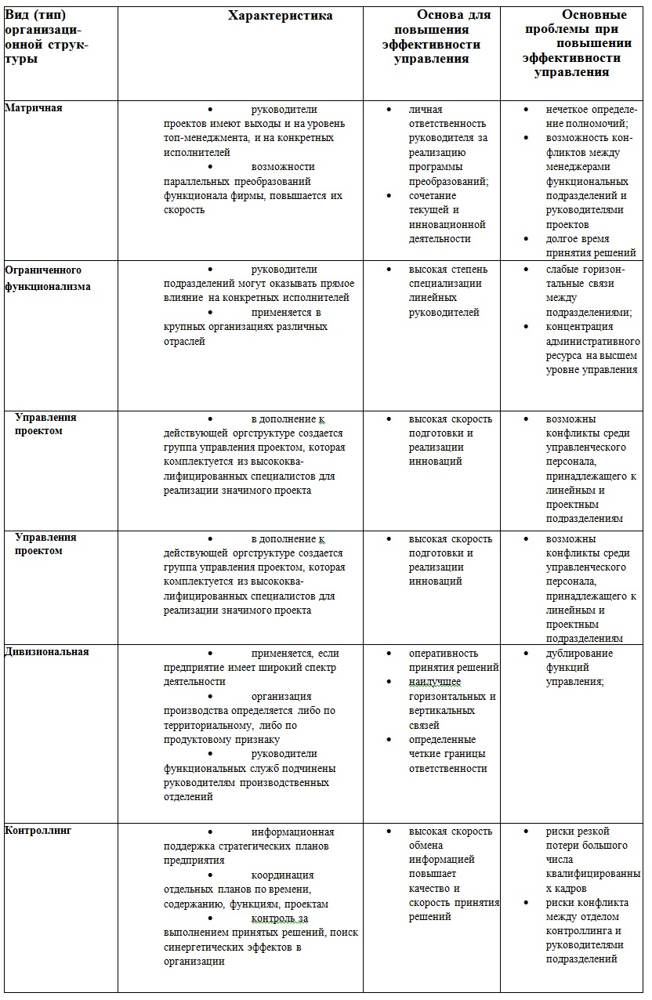 Вид (тип)
организаци-
онной струк-
туры
Характеристика
Основа для
повышения
эффективности
управления
Основные
проблемы при
повышении
эффективности
управления
Матричная
• руководители
проектов имеют выходы и на уровень
топ-менеджмента, и на конкретных
исполнителей
• возможности
параллельных преобразований
функционала фирмы, повышается их
скорость
• личная
ответственность
руководителя за
реализацию
программы
преобразований;
• сочетание
текущей и
инновационной
деятельности
• нечеткое определе-
ние полномочий;
• возможность кон-
фликтов между
менеджерами
функциональных
подразделений и
руководителями
проектов
• долгое время
принятия решений
Ограниченного
функционализма
• руководители
подразделений могут оказывать прямое
влияние на конкретных исполнителей
• применяется в
крупных организациях различных
отраслей
• высокая степень
специализации
линейных
руководителей
• слабые горизон-
тальные связи
между
подразделениями;
• концентрация
административного
ресурса на высшем
уровне управления
Управления
проектом
• в дополнение к
действующей оргструктуре создается
группа управления проектом, которая
комплектуется из высококва-
лифицированных специалистов для
реализации значимого проекта
• высокая скорость
подготовки и
реализации
инноваций
• возможны
конфликты среди
управленческого
персонала,
принадлежащего к
линейным и
проектным
подразделениям
Управления
проектом
• в дополнение к
действующей оргструктуре создается
группа управления проектом, которая
комплектуется из высококва-
лифицированных специалистов для
реализации значимого проекта
• высокая скорость
подготовки и
реализации
инноваций
• возможны
конфликты среди
управленческого
персонала,
принадлежащего к
линейным и
проектным
подразделениям
Дивизиональная
• применяется, если
предприятие имеет широкий спектр
деятельности
• организация
производства определяется либо по
территориальному, либо по
продуктовому признаку
• руководители
функциональных служб подчинены
руководителям производственных
отделений
• оперативность
принятия решений
• наилучшее
горизонтальных и
вертикальных
связей
• определенные
четкие границы
ответственности
• дублирование
функций
управления;
Контроллинг
• информационная
поддержка стратегических планов
предприятия
• координация
отдельных планов по времени,
содержанию, функциям, проектам
• контроль за
выполнением принятых решений, поиск
синергетических эффектов в
организации
• высокая скорость
обмена
информацией
повышает
качество и
скорость принятия
решений
• риски резкой
потери большого
числа
квалифицированны
х кадров
• риски конфликта
между отделом
контроллинга и
руководителями
подразделений